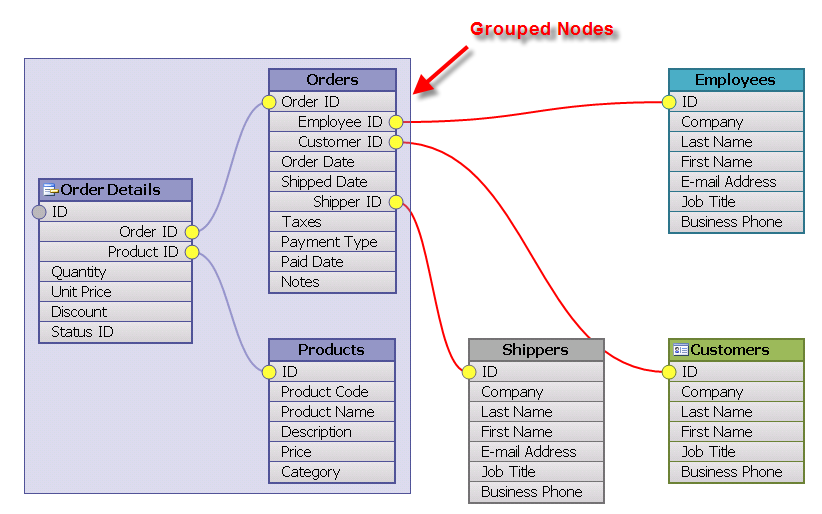 Grouped Nodes
Orders
Order ID
Employee ID
Customer ID
Order Date
Shipped Date
Shipper ID
Taxes
Payment Type
Paid Date
Notes
Employees
ID
Company
Last Name
First Name
E-mail Address
Job Title
Business Phone
Order Details
ID
Order ID
Product ID
Quantity
Unit Price
Discount
Status ID
Products
ID
Product Code
Product Name
Description
Price
Category
Shippers
ID
Company
Last Name
First Name
E-mail Address
Job Title
Business Phone
Customers
ID
Company
Last Name
First Name
Job Title
Business Phone